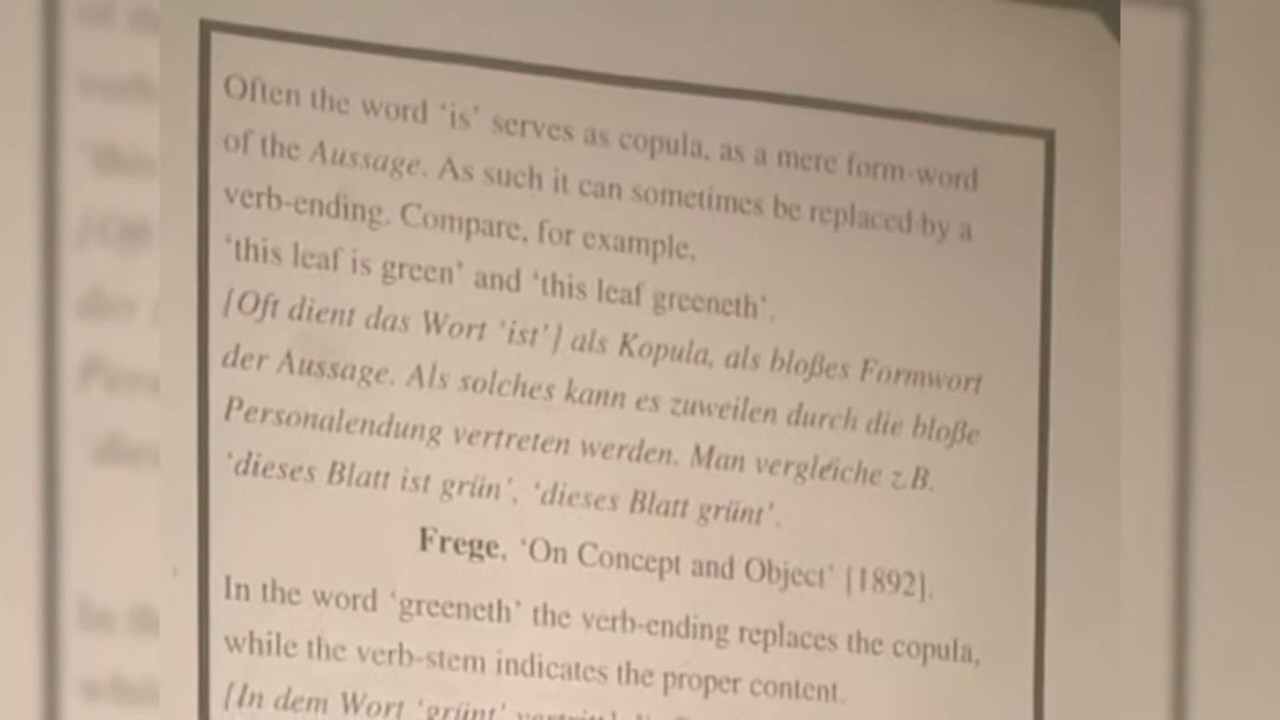 Often the word ‘is’ serves as copula, as a mere form-word
of the Aussage. As such it can sometimes be replaced by a
verb-ending. Compare, for example,
‘this leaf is green’ and ‘this leaf greeneth’.
[Oft dient das Wort ‘ist’] als Kopula, als bloßes Formwort
der Aussage. Als solches kann es zuweilen durch die bloße
Personalendung vertreten werden. Man vergleiche z.B.
‘dieses Blatt ist grün’, ‘dieses Blatt grünt’.
Frege, ‘On Concept and Object’ [1892].
In the word ‘greeneth’ the verb-ending replaces the copula,
while the verb-stem indicates the proper content.
[In dem Wort ‘grünt’